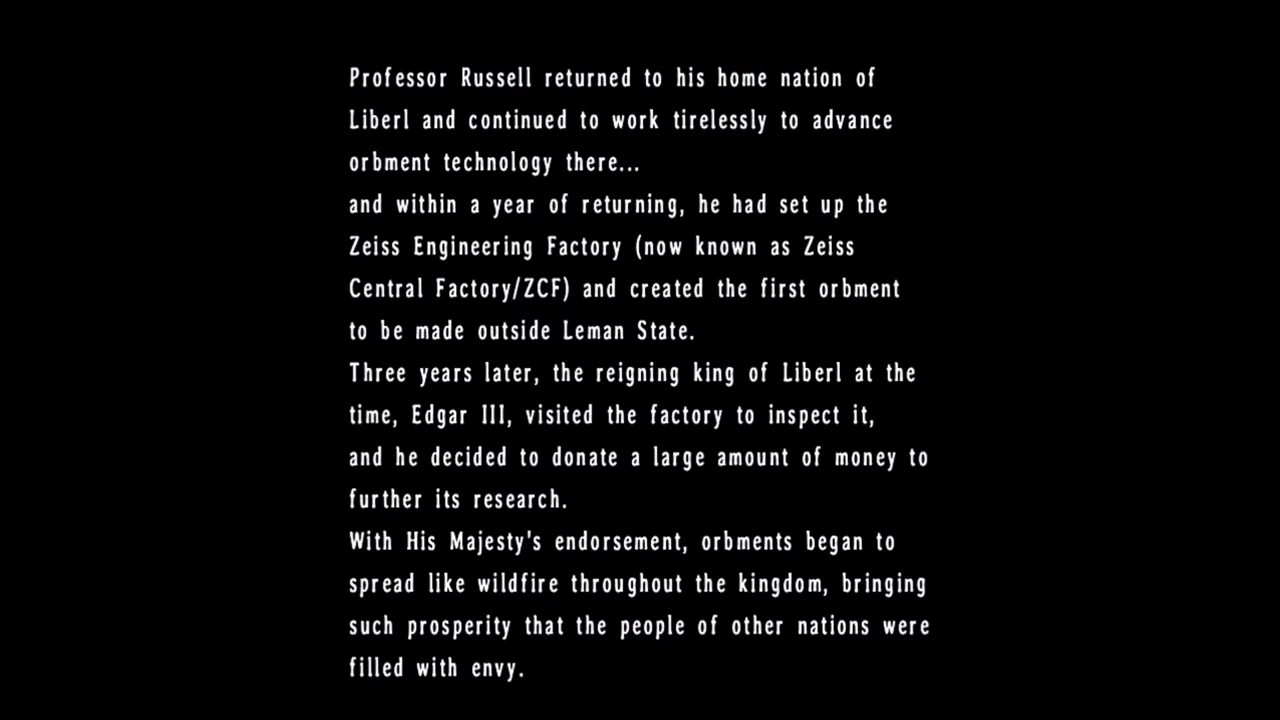 Professor Russell returned to his home nation of
Liberl and continued to work tirelessly to advance
orbment technology there...
and within a year of returning, he had set up the
Zeiss Engineering Factory (now known as Zeiss
Central Factory/ZCF) and created the first orbment
to be made outside Leman State.
Three years later, the reigning king of Liberl at the
time, Edgar III, visited the factory to inspect it,
and he decided to donate a large amount of money to
further its research.
With His Majesty's endorsement, orbments began to
spread like wildfire throughout the kingdom, bringing
such prosperity that the people of other nations were
filled with envy.